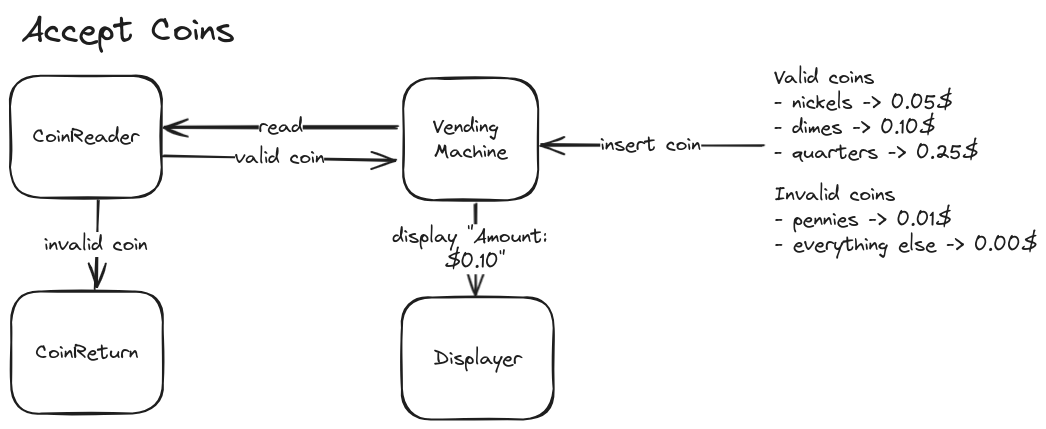 Accept Coins
CoinReader
read
valid coin
Vending
Machine
insert coin
Valid coins
- nickels -> 0.05$
- dimes -> 0.10$
- quarters -> 0.25$
Invalid coins
- pennies -> 0.01$
- everything else -> 0.00$
invalid coin
display "Amount:
$0.10"
CoinReturn
Displayer